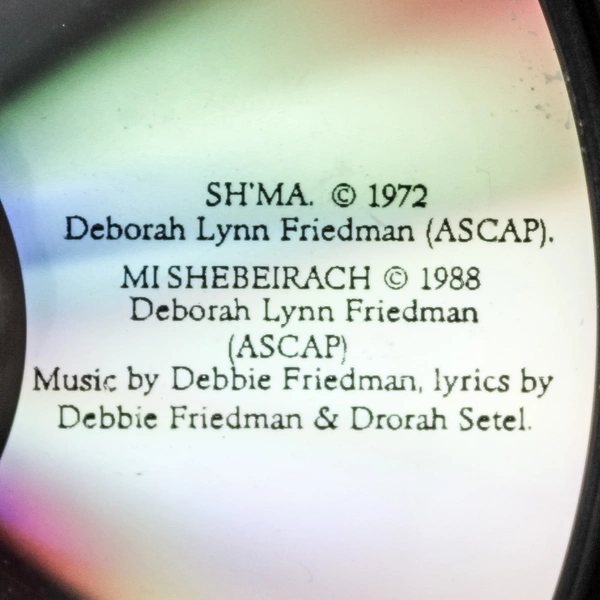 SH'MA. © 1972
Deborah Lynn Friedman (ASCAP).
MI SHEBEIRACH © 1988
Deborah Lynn Friedman
(ASCAP)
Music by Debbie Friedman, lyrics by
Debbie Friedman & Drorah Setel.